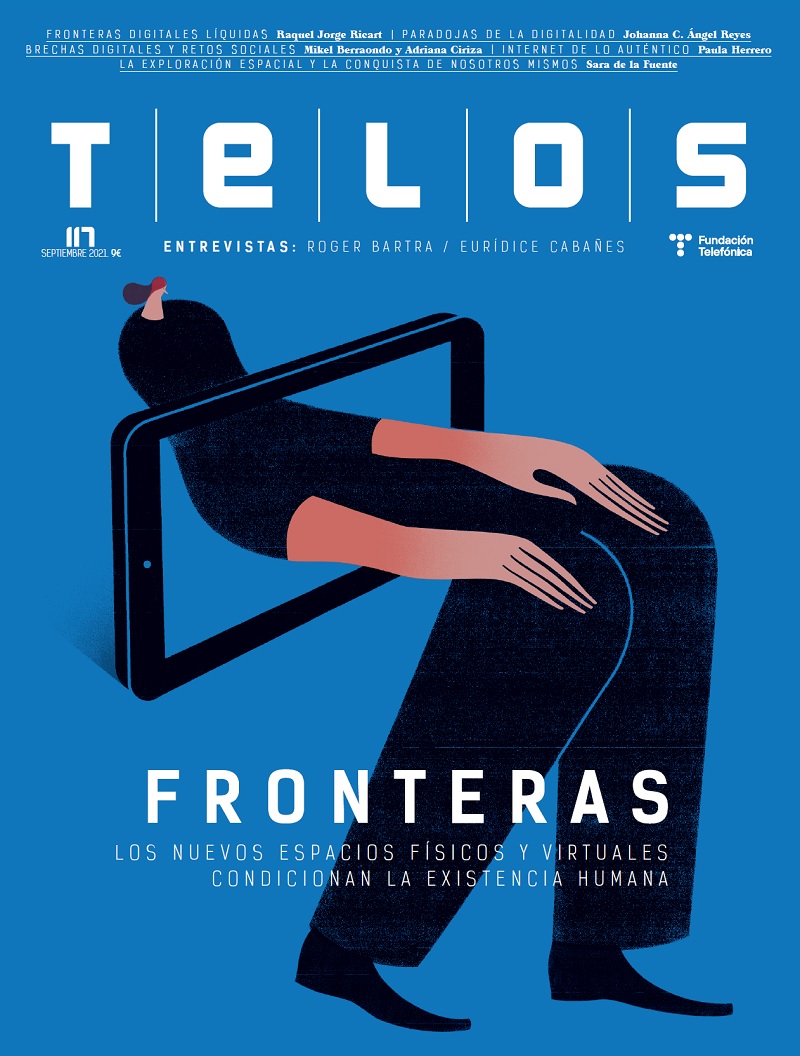 FRONTERAS DIGITALES LÍQUIDAS Raquel Jorge Ricart | PARADOJAS DE LA DIGITALIDAD Johanna C. Ángel Reyes
BRECHAS DIGITALES Y RETOS SOCIALES Mikel Berraondo y Adriana Ciriza | INTERNET DE LO AUTÉNTICO Paula Herrero
LA EXPLORACIÓN ESPACIAL Y LA CONQUISTA DE NOSOTROS MISMOS Sara de la Fuente
TeLOS
117
SEPTIEMBRE 2021 9€
ENTREVISTAS: ROGER BARTRA / EURÍDICE CABAÑES
Fundación
Telefónica
FRONTERAS
LOS NUEVOS ESPACIOS FÍSICOS Y VIRTUALES
CONDICIONAN LA EXISTENCIA HUMANA